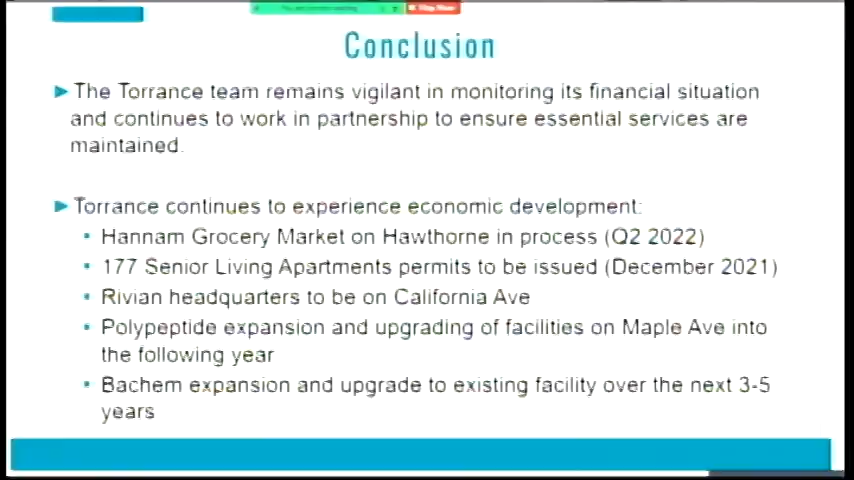 Conclusion
The Torrance team remains vigilant in monitoring its financial situation
and continues to work in partnership to ensure essential services are
maintained.
Torrance continues to experience economic development:
Hannam Grocery Market on Hawthorne in process (Q2 2022)
177 Senior Living Apartments permits to be issued (December 2021)
Rivian headquarters to be on California Ave
Polypeptide expansion and upgrading of facilities on Maple Ave into
the following year
Bachem expansion and upgrade to existing facility over the next 3-5
years